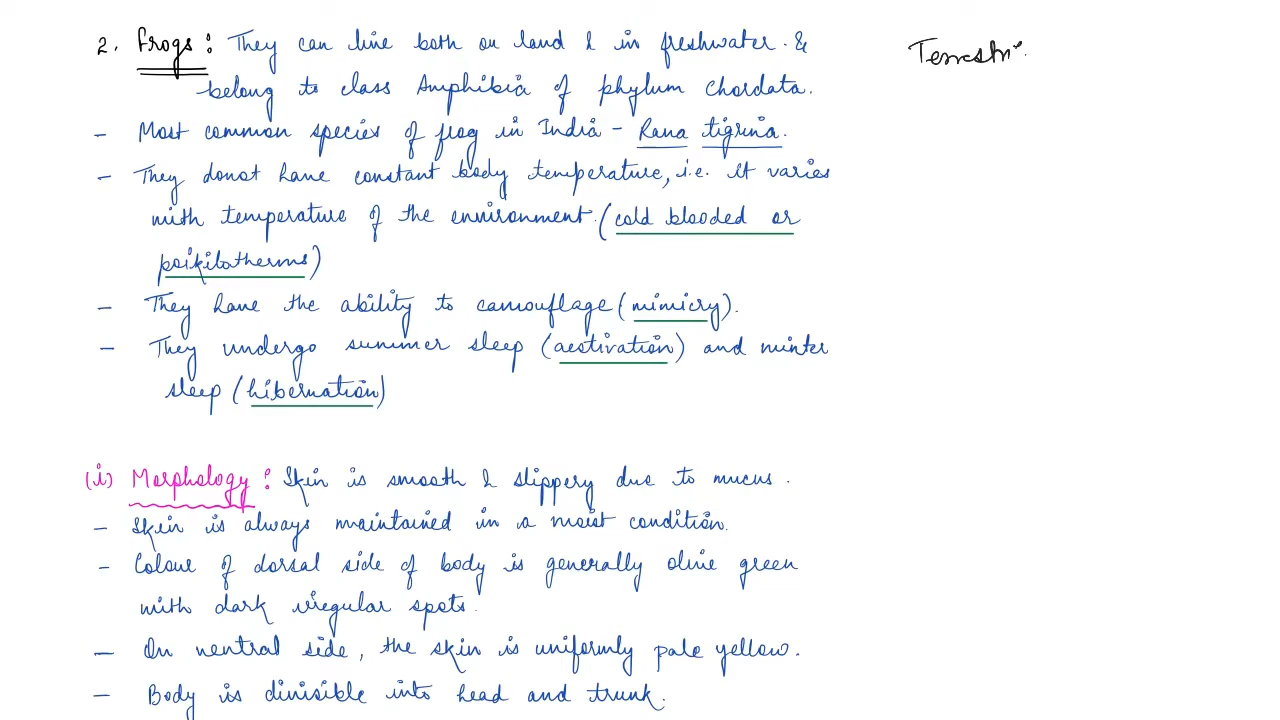 2. Frogs: They can live both on land & in freshwater. &
belong to class Amphibia of phylum Chordata.
- Most common species of frog in India - Rana tigrina.
- They donot have constant body temperature, i.e. It varies
with temperature of the environment. (cold blooded or
poikilotherms)
- They have the ability to camouflage (mimicry).
- They undergo summer sleep (aestivation) and winter
sleep (hibernation)
(i) Morphology: Skin is smooth & slippery due to mucus.
- Skin is always maintained in a moist condition.
- Colour of dorsal side of body is generally olive green
with dark irregular spots.
- On ventral side, the skin is uniformly pale yellow.
- Body is divisible into head and trunk.
Terrestri